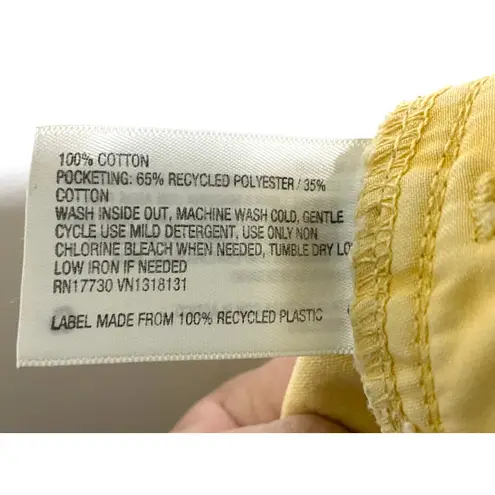 100% COTTON
POCKETING: 65% RECYCLED POLYESTER / 35%
COTTON
WASH INSIDE OUT, MACHINE WASH COLD, GENTLE
CYCLE USE MILD DETERGENT, USE ONLY NON
CHLORINE BLEACH WHEN NEEDED, TUMBLE DRY LO
LOW IRON IF NEEDED
RN17730 VN1318131
LABEL MADE FROM 100% RECYCLED PLASTIC